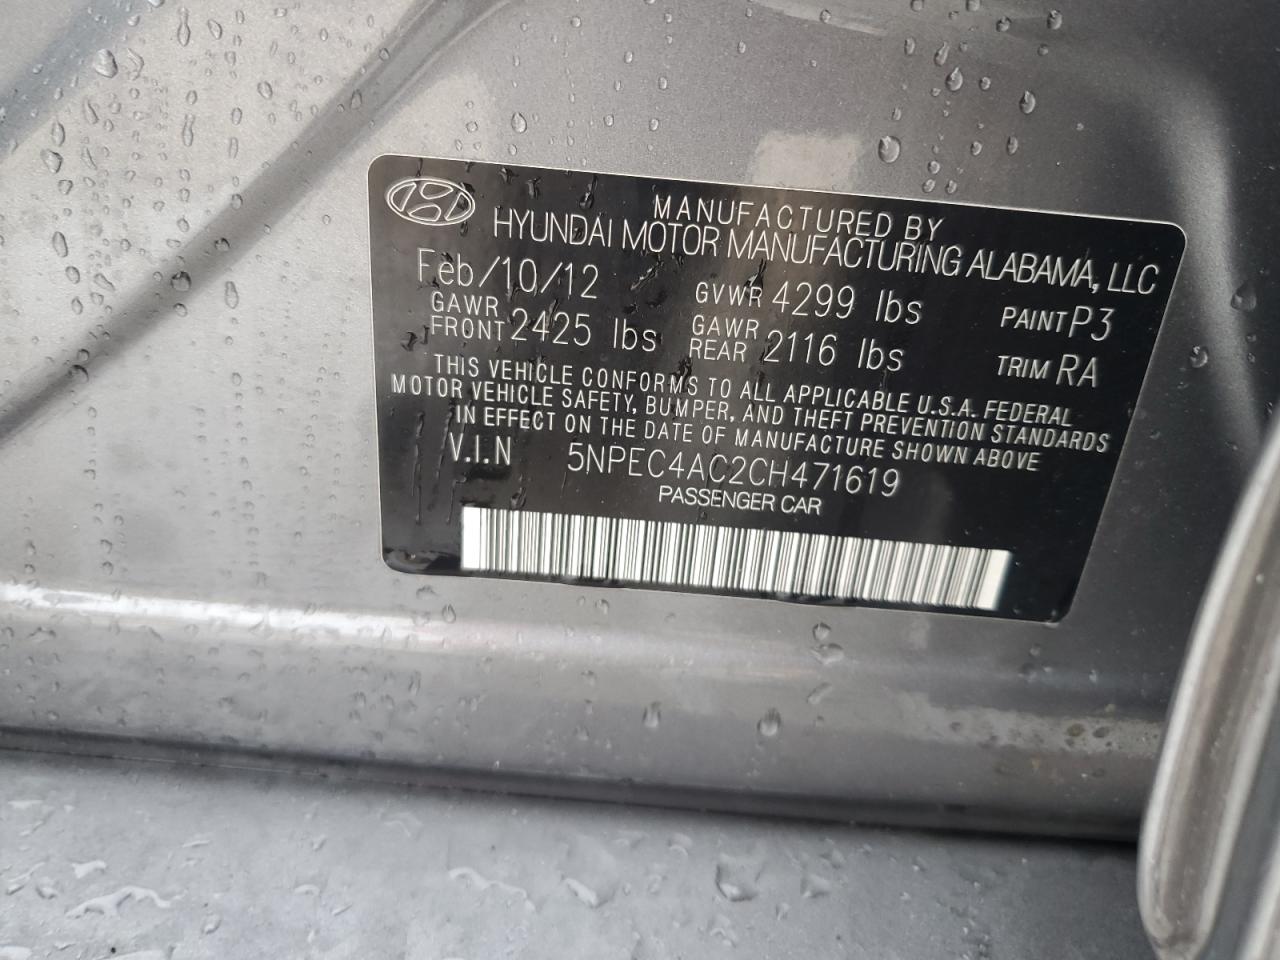 MANUFACTURED BY
HYUNDAI MOTOR MANUFACTURING ALABAMA, LLC
Feb/10/12 GVWR 4299 lbs PAINT P3
GAWR FRONT 2425 lbs GAWR REAR 2116 lbs TRIM RA
THIS VEHICLE CONFORMS TO ALL APPLICABLE U.S.A. FEDERAL
MOTOR VEHICLE SAFETY, BUMPER, AND THEFT PREVENTION STANDARDS
IN EFFECT ON THE DATE OF MANUFACTURE SHOWN ABOVE
V.I.N 5NPEC4AC2CH471619
PASSENGER CAR